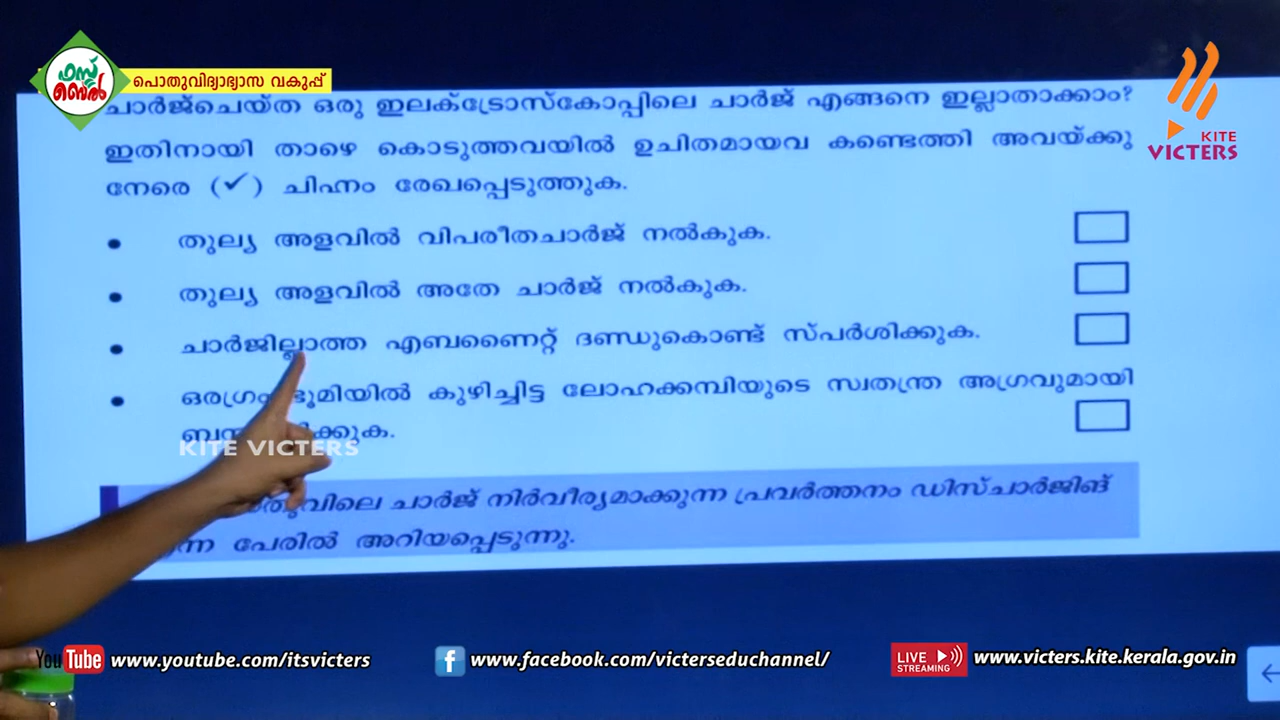 ഫസ്റ്റ്
ബെൽ
പൊതുവിദ്യാഭ്യാസ വകുപ്പ്
KITE
VICTERS
ചാർജ്ചെയ്ത ഒരു ഇലക്ട്രോസ്കോപ്പിലെ ചാർജ് എങ്ങനെ ഇല്ലാതാക്കാം?
ഇതിനായി താഴെ കൊടുത്തവയിൽ ഉചിതമായവ കണ്ടെത്തി അവയ്ക്കു
നേരെ (✓) ചിഹ്നം രേഖപ്പെടുത്തുക.
• തുല്യ അളവിൽ വിപരീതചാർജ് നൽകുക.
• തുല്യ അളവിൽ അതേ ചാർജ് നൽകുക.
• ചാർജില്ലാത്ത എബണൈറ്റ് ദണ്ഡുകൊണ്ട് സ്പർശിക്കുക.
• ഒരഗ്രം ഭൂമിയിൽ കുഴിച്ചിട്ട ലോഹക്കമ്പിയുടെ സ്വതന്ത്ര അഗ്രവുമായി
KITE VICTERS
ചാർജ് നിർവീര്യമാക്കുന്ന പ്രവർത്തനം ഡിസ്ചാർജിങ്
പേരിൽ അറിയപ്പെടുന്നു.
YouTube www.youtube.com/itsvicters
f www.facebook.com/victerseduchannel/
LIVE STREAMING www.victers.kite.kerala.gov.in